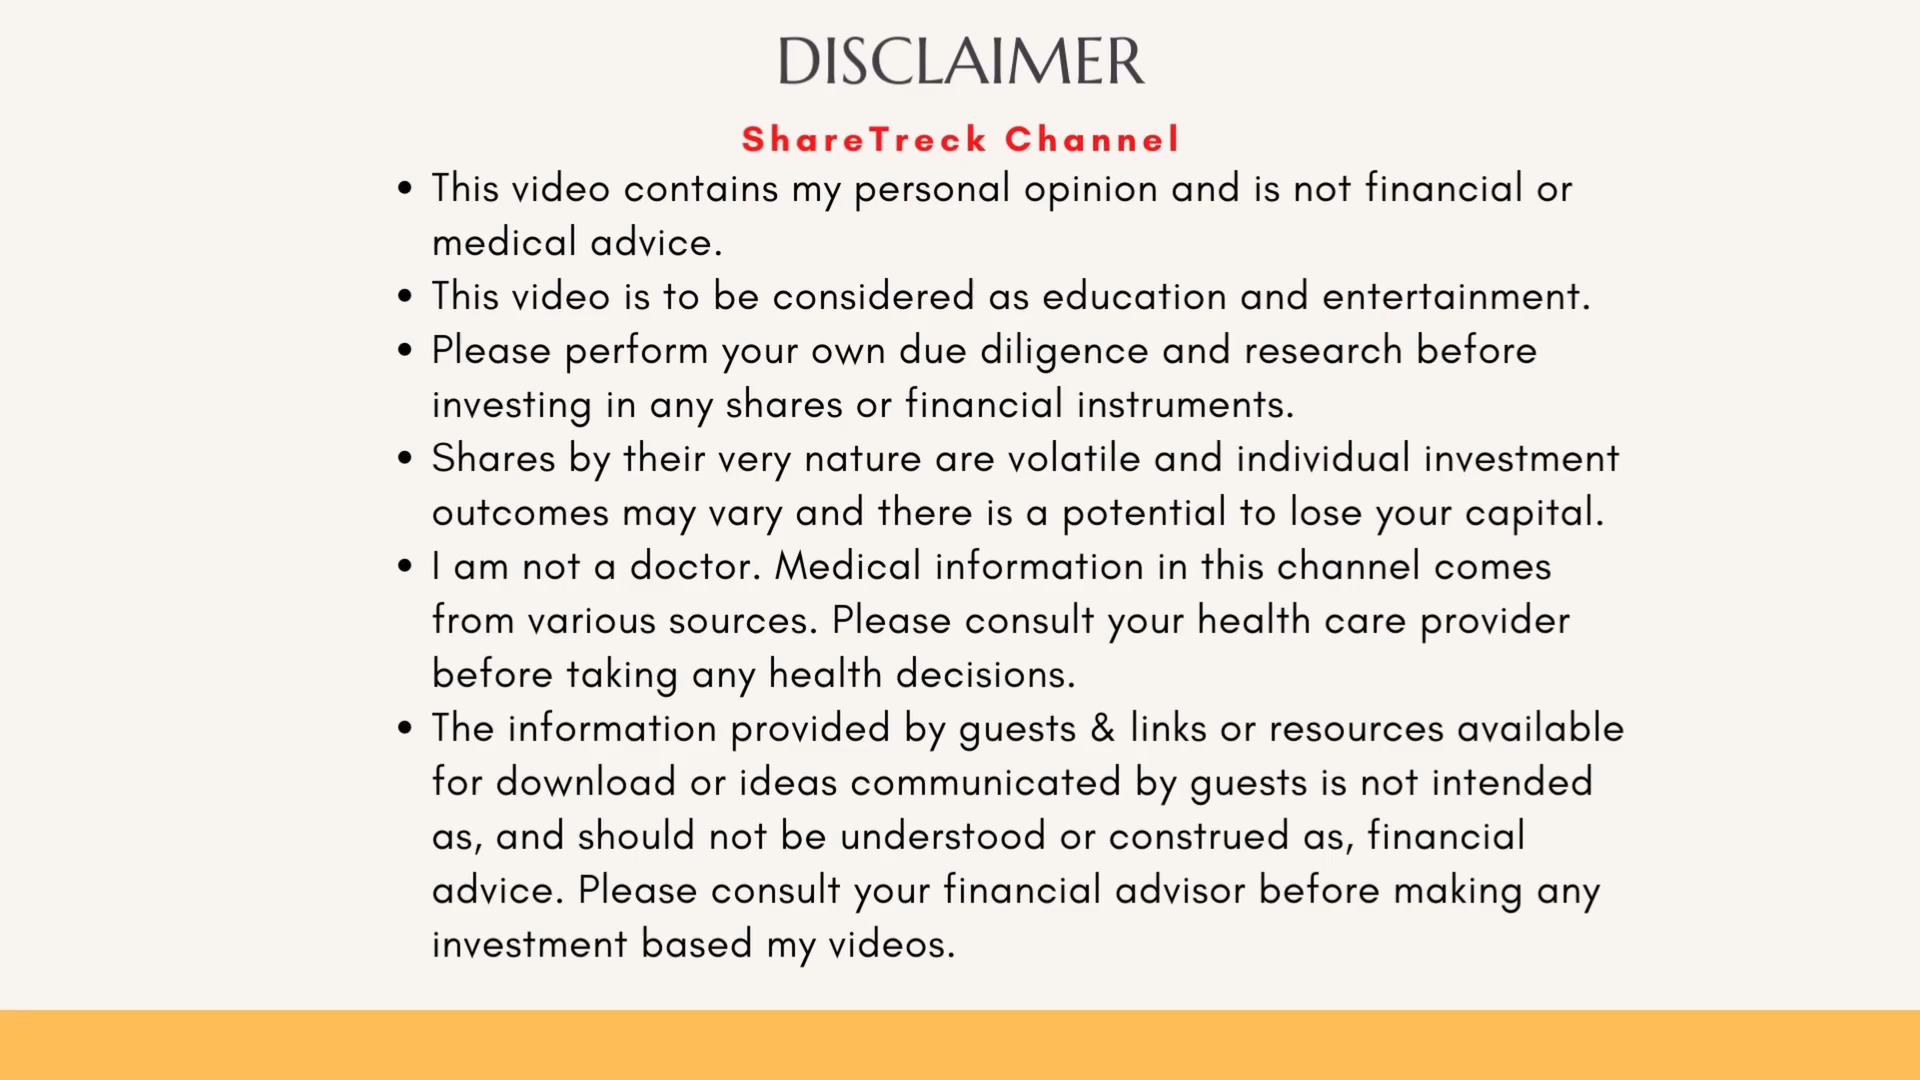 DISCLAIMER
ShareTreck Channel
• This video contains my personal opinion and is not financial or
medical advice.
• This video is to be considered as education and entertainment.
• Please perform your own due diligence and research before
investing in any shares or financial instruments.
• Shares by their very nature are volatile and individual investment
outcomes may vary and there is a potential to lose your capital.
• I am not a doctor. Medical information in this channel comes
from various sources. Please consult your health care provider
before taking any health decisions.
• The information provided by guests & links or resources available
for download or ideas communicated by guests is not intended
as, and should not be understood or construed as, financial
advice. Please consult your financial advisor before making any
investment based my videos.